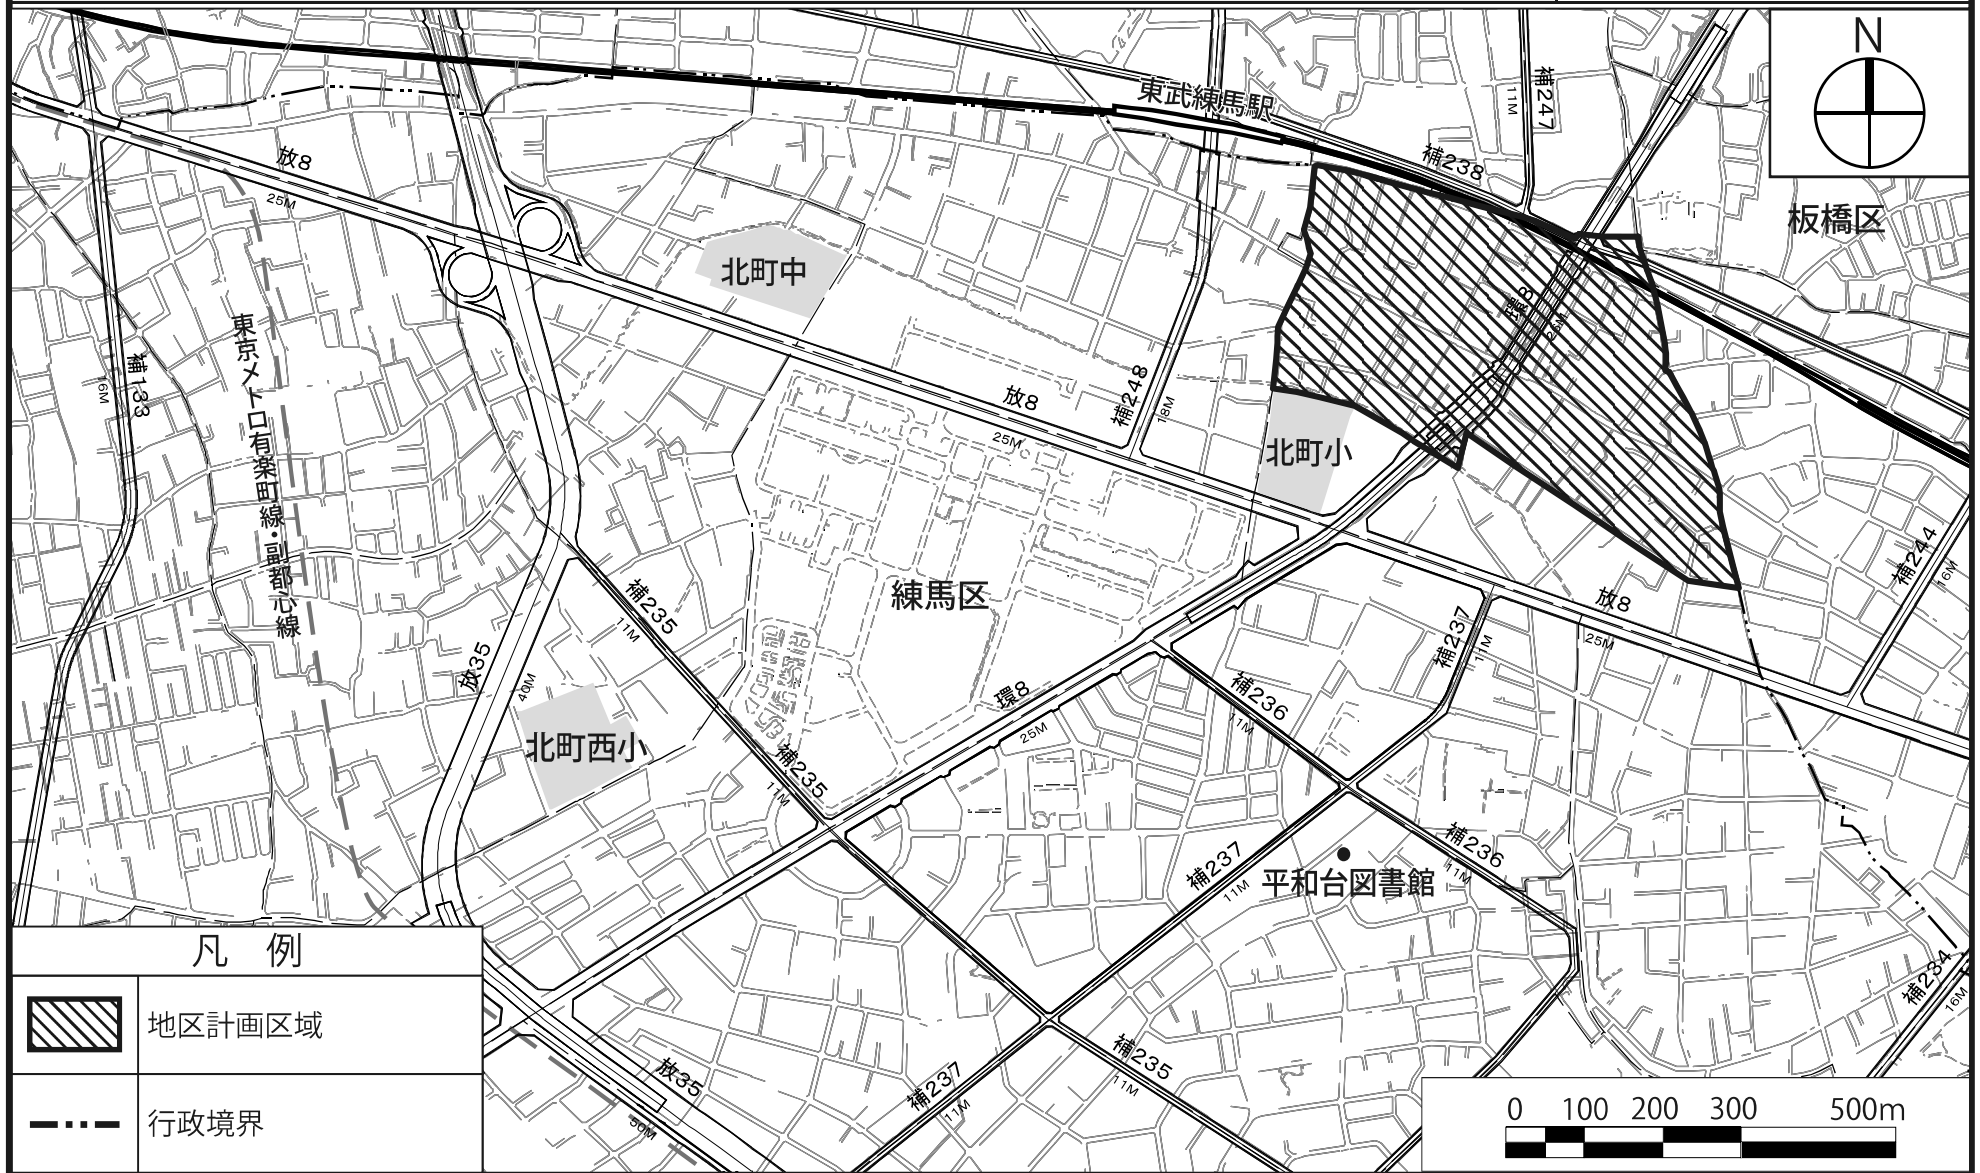 N
東武練馬駅
補247
11M
補238
板橋区
放8
25M
北町中
環8
25M
東京メトロ有楽町線・副都心線
補133
16M
放8
25M
補248
18M
北町小
補244
16M
練馬区
補235
11M
放8
25M
補237
11M
放35
40M
環8
25M
補236
11M
北町西小
補235
11M
補236
11M
補237
11M
平和台図書館
補234
16M
補235
11M
補237
11M
放35
50M
凡 例
地区計画区域
行政境界
0 100 200 300 500m